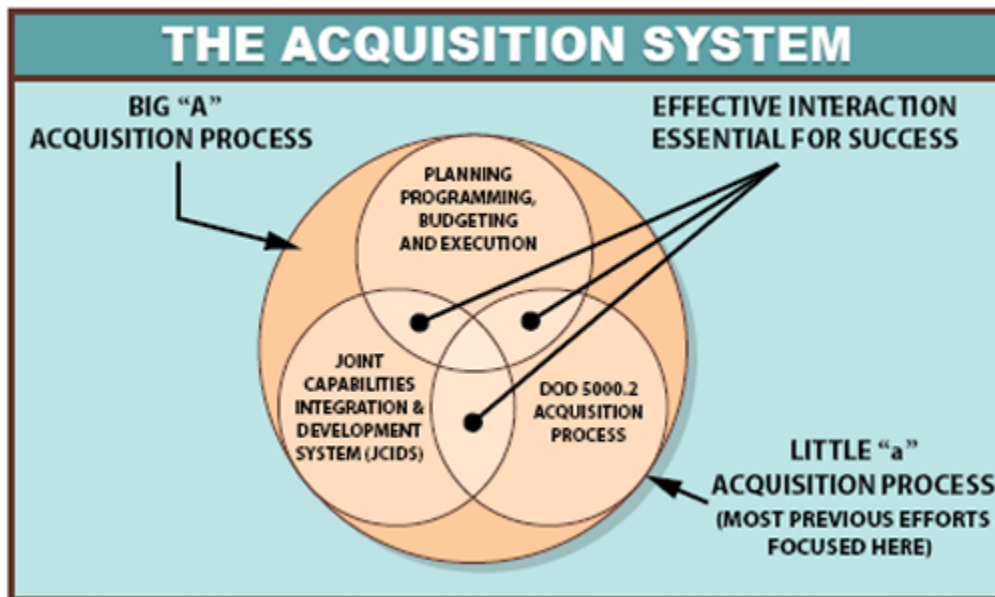 THE ACQUISITION SYSTEM
BIG “A”
ACQUISITION PROCESS
EFFECTIVE INTERACTION
ESSENTIAL FOR SUCCESS
PLANNING
PROGRAMMING,
BUDGETING
AND EXECUTION
JOINT
CAPABILITIES
INTEGRATION &
DEVELOPMENT
SYSTEM (JCIDS)
DOD 5000.2
ACQUISITION
PROCESS
LITTLE “a”
ACQUISITION PROCESS
(MOST PREVIOUS EFFORTS
FOCUSED HERE)